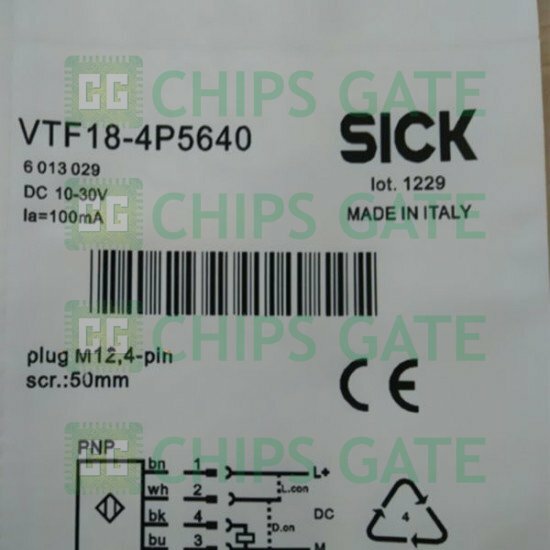 CHIPS GATE
VTF18-4P5640
SICK
6 013 029
lot. 1229
DC 10-30V
MADE IN ITALY
Ia=100mA
CHIPS GATE
CHIPS GATE
plug M12,4-pin
scr.:50mm
CE
CHIPS GATE
PNP
bn 1 L+
wh 2 L.con
bk 4 DC
D.on
bu 3 M
4